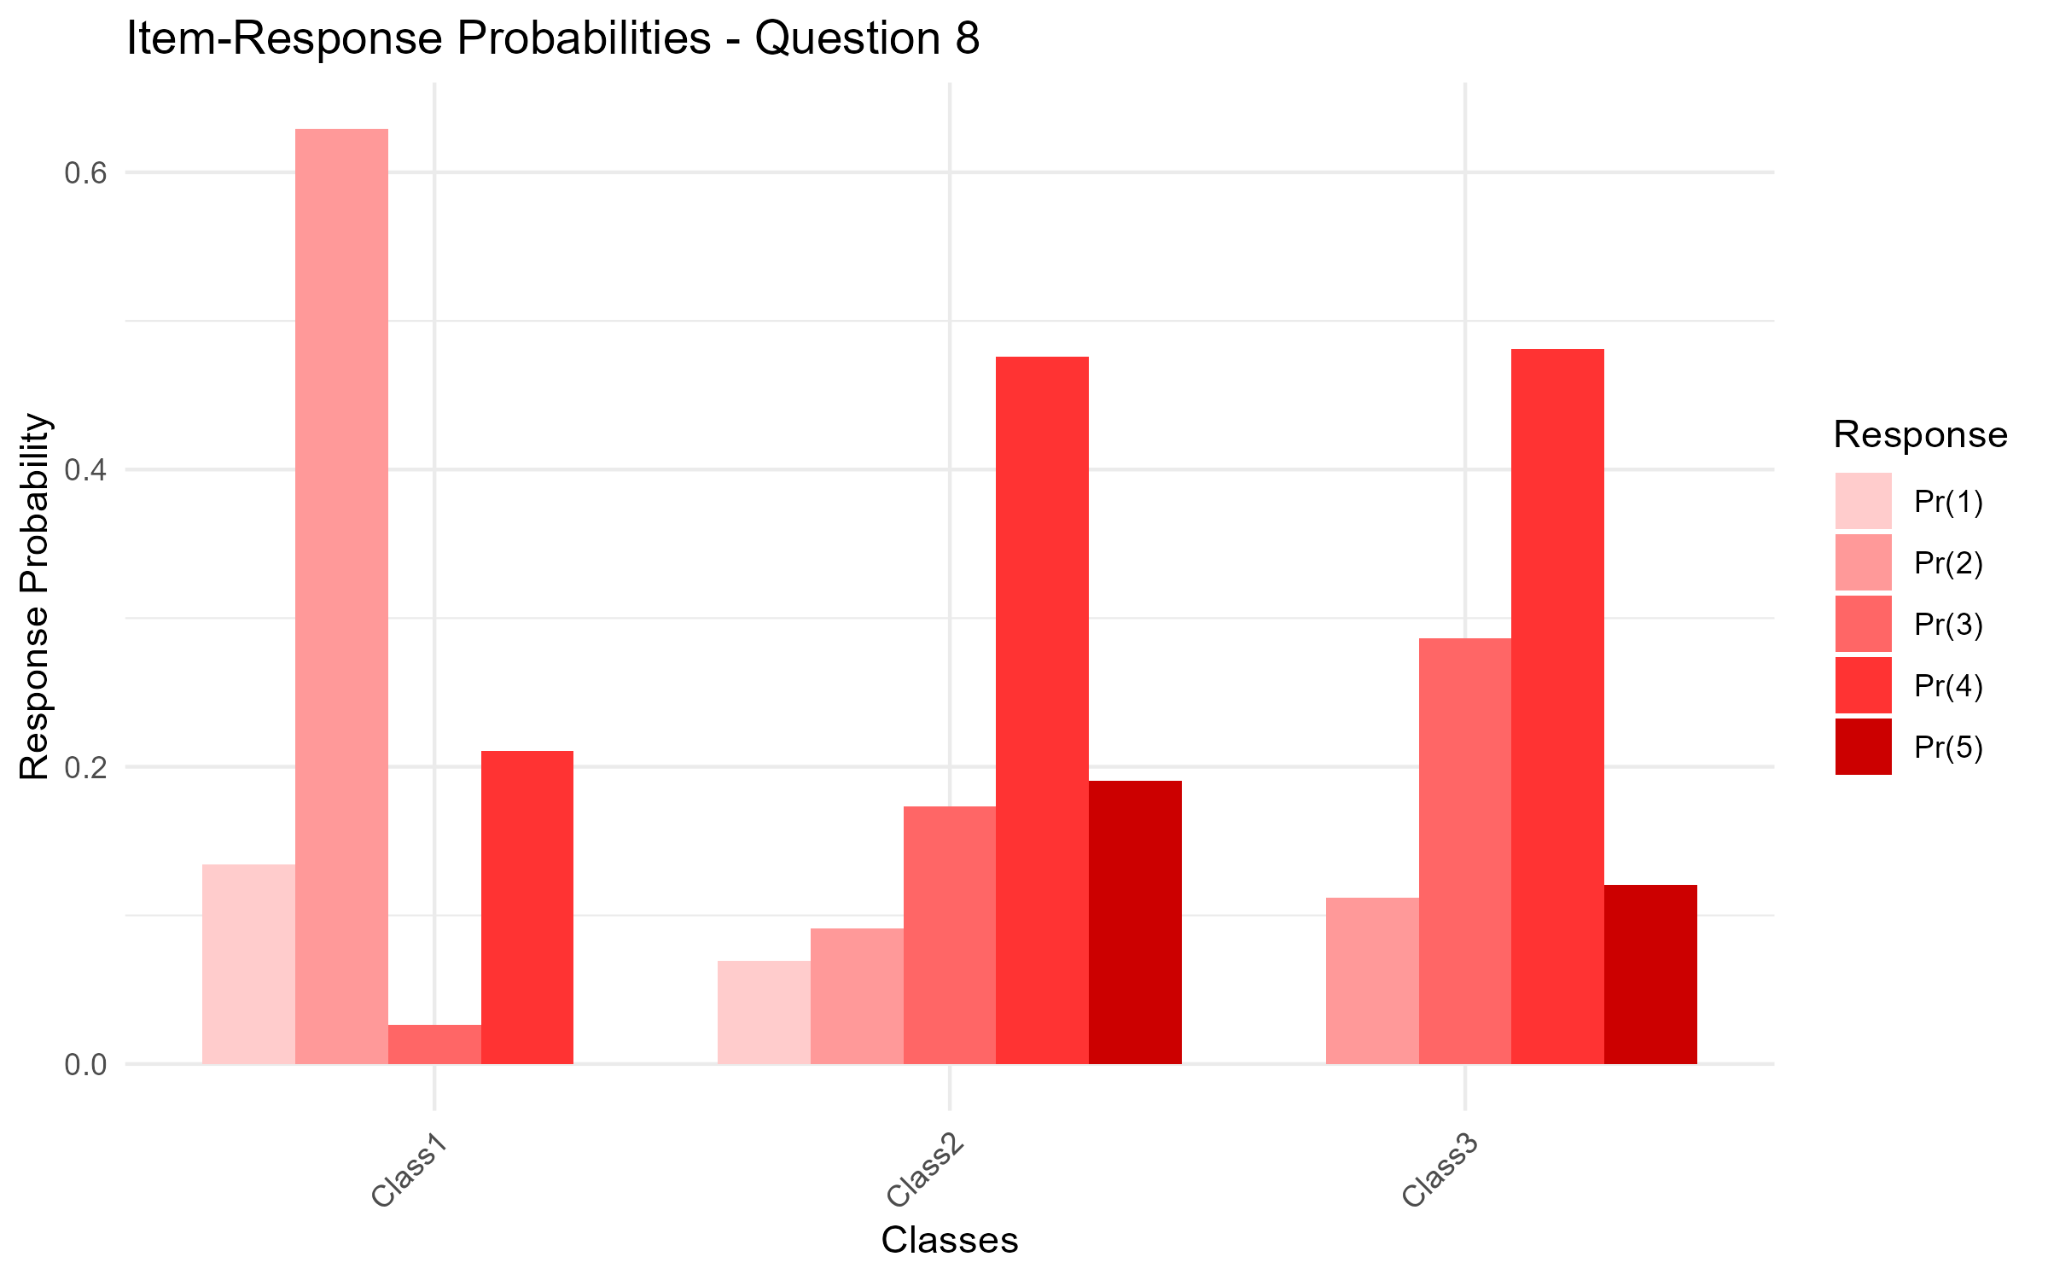 Item-Response Probabilities - Question 8
Response Probability
0.6
0.4
0.2
0.0
Class1
Class2
Class3
Classes
Response
Pr(1)
Pr(2)
Pr(3)
Pr(4)
Pr(5)